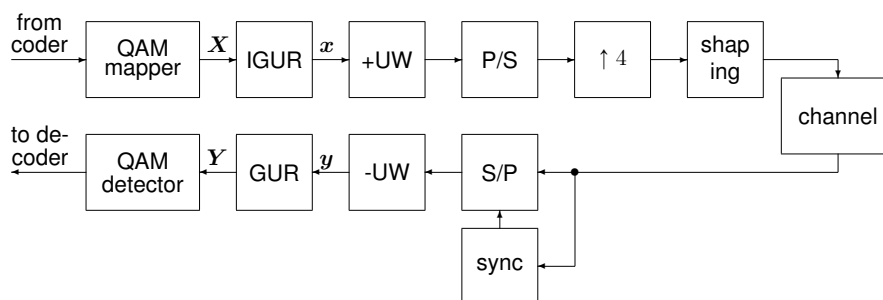 from
coder
QAM
mapper
X
IGUR
x
+UW
P/S
↑ 4
shap
ing
channel
to de-
coder
QAM
detector
Y
GUR
y
-UW
S/P
sync